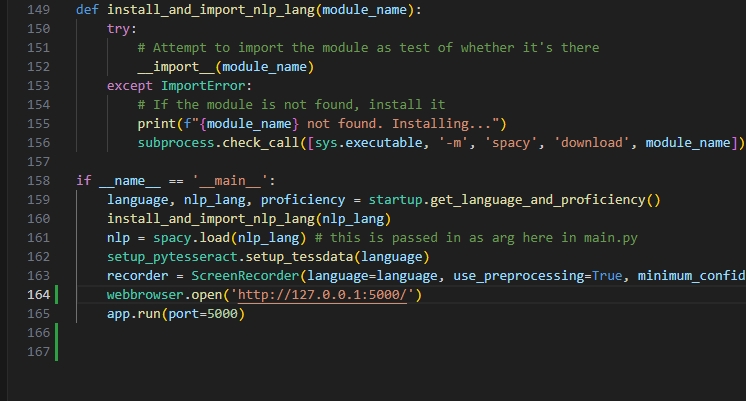 149 def install_and_import_nlp_lang(module_name):
150     try:
151         # Attempt to import the module as test of whether it's there
152         __import__(module_name)
153     except ImportError:
154         # If the module is not found, install it
155         print(f"{module_name} not found. Installing...")
156         subprocess.check_call([sys.executable, '-m', 'spacy', 'download', module_name])
157
158 if __name__ == '__main__':
159     language, nlp_lang, proficiency = startup.get_language_and_proficiency()
160     install_and_import_nlp_lang(nlp_lang)
161     nlp = spacy.load(nlp_lang) # this is passed in as arg here in main.py
162     setup_pytesseract.setup_tessdata(language)
163     recorder = ScreenRecorder(language=language, use_preprocessing=True, minimum_confid
164     webbrowser.open('http://127.0.0.1:5000/')
165     app.run(port=5000)
166
167